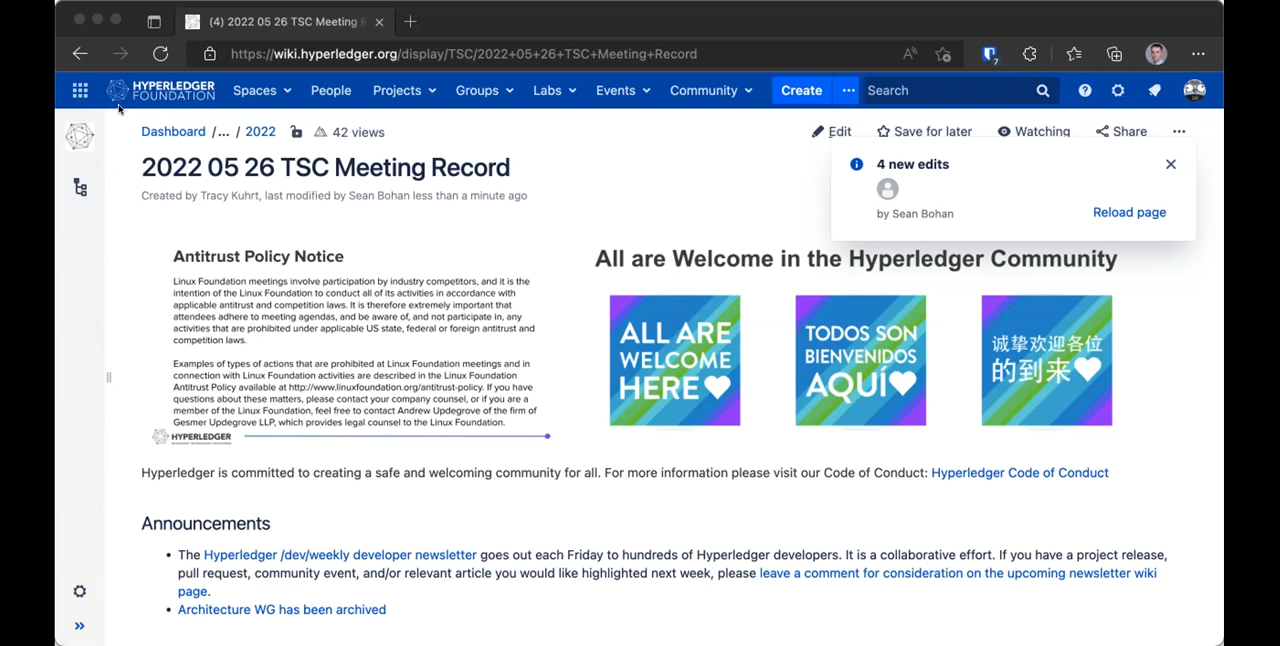 (4) 2022 05 26 TSC Meeting R
https://wiki.hyperledger.org/display/TSC/2022+05+26+TSC+Meeting+Record
7
HYPERLEDGER
FOUNDATION
Spaces People Projects Groups Labs Events Community Create Search
Dashboard /... / 2022 42 views
Edit Save for later Watching Share
2022 05 26 TSC Meeting Record
Created by Tracy Kuhrt, last modified by Sean Bohan less than a minute ago
4 new edits
by Sean Bohan
Reload page
Antitrust Policy Notice
Linux Foundation meetings involve participation by industry competitors, and it is the
intention of the Linux Foundation to conduct all of its activities in accordance with
applicable antitrust and competition laws. It is therefore extremely important that
attendees adhere to meeting agendas, and be aware of, and not participate in, any
activities that are prohibited under applicable US state, federal or foreign antitrust and
competition laws.
Examples of types of actions that are prohibited at Linux Foundation meetings and in
connection with Linux Foundation activities are described in the Linux Foundation
Antitrust Policy available at http://www.linuxfoundation.org/antitrust-policy. If you have
questions about these matters, please contact your company counsel, or if you are a
member of the Linux Foundation, feel free to contact Andrew Updegrove of the firm of
Gesmer Updegrove LLP, which provides legal counsel to the Linux Foundation.
HYPERLEDGER
All are Welcome in the Hyperledger Community
ALL ARE
WELCOME
HERE
TODOS SON
BIENVENIDOS
AQUÍ
诚挚欢迎各位
的到来
Hyperledger is committed to creating a safe and welcoming community for all. For more information please visit our Code of Conduct: Hyperledger Code of Conduct
Announcements
• The Hyperledger /dev/weekly developer newsletter goes out each Friday to hundreds of Hyperledger developers. It is a collaborative effort. If you have a project release,
pull request, community event, and/or relevant article you would like highlighted next week, please leave a comment for consideration on the upcoming newsletter wiki
page.
• Architecture WG has been archived